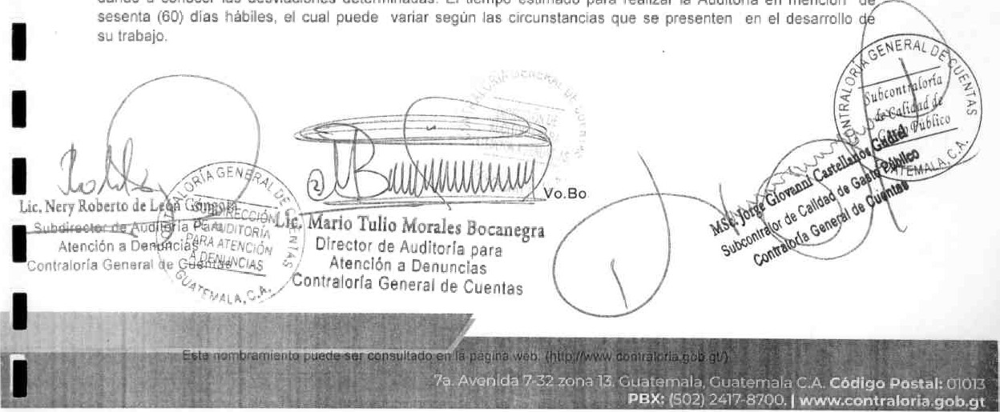 dando a conocer las desviaciones determinadas. El tiempo estimado para realizar la Auditoría en mención de
sesenta (60) días hábiles, el cual puede variar según las circunstancias que se presenten en el desarrollo de
su trabajo.
CONTRALORÍA GENERAL DE CUENTAS
Subcontraloría
de Calidad de
Gasto Público
GUATEMALA, C.A.
Lic. Nery Roberto de León Góngora
Subdirector de Auditoría Para
Atención a Denuncias
Contraloría General de Cuentas
CONTRALORÍA GENERAL DE CUENTAS
SUBDIRECCIÓN
DE AUDITORÍA
PARA ATENCIÓN
A DENUNCIAS
GUATEMALA, C.A.
Vo.Bo
Lic. Mario Tulio Morales Bocanegra
Director de Auditoría para
Atención a Denuncias
Contraloría General de Cuentas
MSc. Jorge Giovanni Castellanos
Subcontralor de Calidad de Gasto Público
Contraloría General de Cuentas
Este nombramiento puede ser consultado en la pagina web. (http://www.contraloria.gob.gt/)
7a. Avenida 7-32 zona 13. Guatemala, Guatemala C.A. Código Postal: 01013
PBX: (502) 2417-8700. | www.contraloria.gob.gt